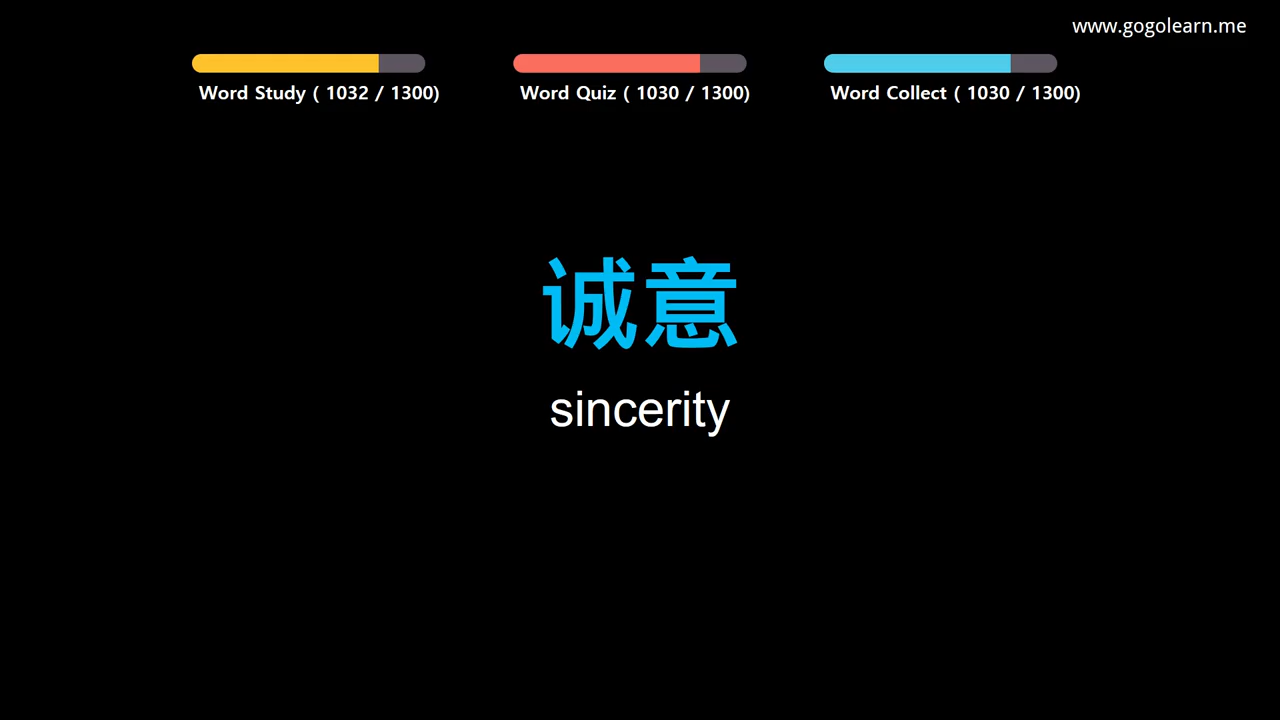 www.gogolearn.me
Word Study ( 1032 / 1300)
Word Quiz ( 1030 / 1300)
Word Collect ( 1030 / 1300)
诚意
sincerity